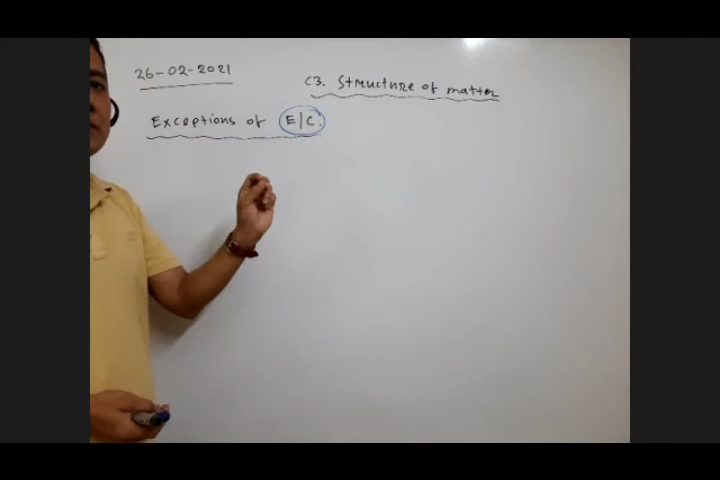 26-02-2021
C3. Structure of matter
Exceptions of E/C.